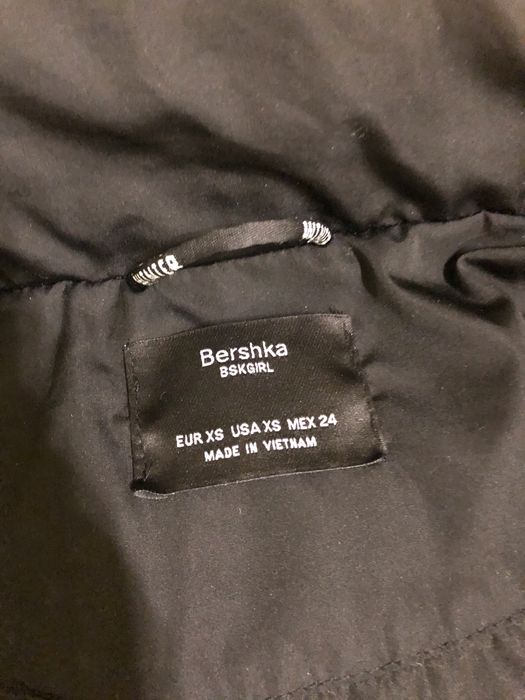 Bershka
BSKGIRL
EUR XS USA XS MEX 24
MADE IN VIETNAM